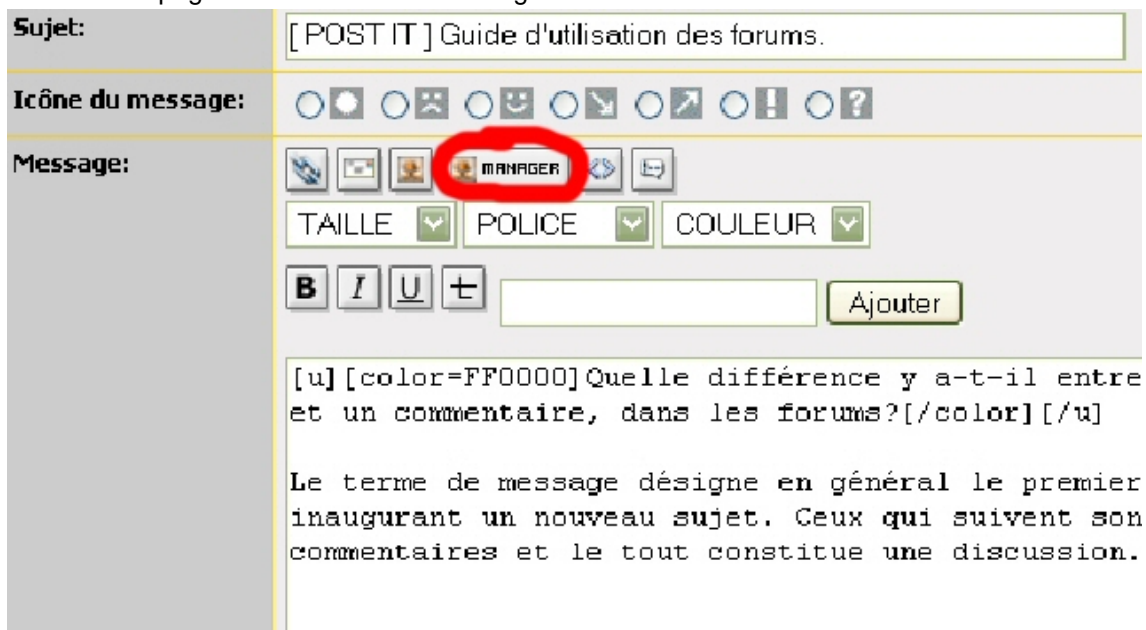 Sujet:
[ POST IT ] Guide d'utilisation des forums.
Icône du message:
Message:
MANAGER
TAILLE POLICE COULEUR
B I U t
Ajouter
[u][color=FF0000]Quelle différence y a-t-il entre
et un commentaire, dans les forums?[/color][/u]
Le terme de message désigne en général le premier
inaugurant un nouveau sujet. Ceux qui suivent son
commentaires et le tout constitue une discussion.